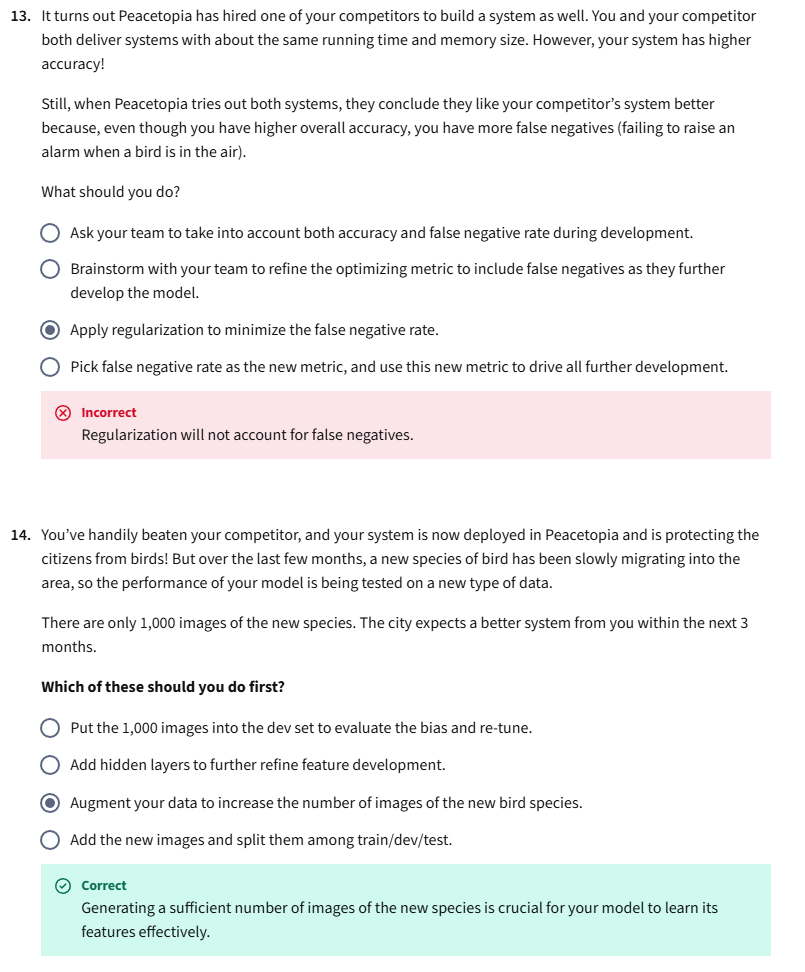 13. It turns out Peacetopia has hired one of your competitors to build a system as well. You and your competitor
both deliver systems with about the same running time and memory size. However, your system has higher
accuracy!
Still, when Peacetopia tries out both systems, they conclude they like your competitor’s system better
because, even though you have higher overall accuracy, you have more false negatives (failing to raise an
alarm when a bird is in the air).
What should you do?
Ask your team to take into account both accuracy and false negative rate during development.
Brainstorm with your team to refine the optimizing metric to include false negatives as they further
develop the model.
Apply regularization to minimize the false negative rate.
Pick false negative rate as the new metric, and use this new metric to drive all further development.
Incorrect
Regularization will not account for false negatives.
14. You’ve handily beaten your competitor, and your system is now deployed in Peacetopia and is protecting the
citizens from birds! But over the last few months, a new species of bird has been slowly migrating into the
area, so the performance of your model is being tested on a new type of data.
There are only 1,000 images of the new species. The city expects a better system from you within the next 3
months.
Which of these should you do first?
Put the 1,000 images into the dev set to evaluate the bias and re-tune.
Add hidden layers to further refine feature development.
Augment your data to increase the number of images of the new bird species.
Add the new images and split them among train/dev/test.
Correct
Generating a sufficient number of images of the new species is crucial for your model to learn its
features effectively.